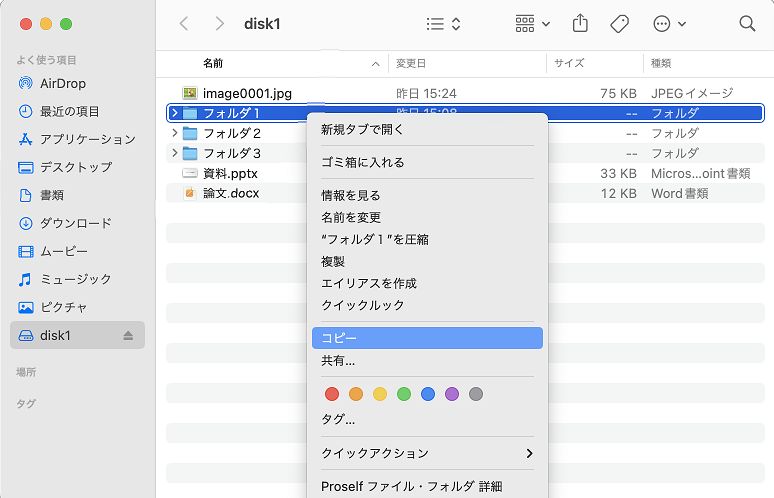 disk1
よく使う項目
AirDrop
最近の項目
アプリケーション
デスクトップ
書類
ダウンロード
ムービー
ミュージック
ピクチャ
disk1
場所
タグ
名前 変更日 サイズ 種類
image0001.jpg 昨日 15:24 75 KB JPEGイメージ
フォルダ1 昨日 15:08 -- フォルダ
フォルダ2 -- フォルダ
フォルダ3 -- フォルダ
資料.pptx 33 KB Micros...oint書類
論文.docx 12 KB Word書類
新規タブで開く
ゴミ箱に入れる
情報を見る
名前を変更
“フォルダ1”を圧縮
複製
エイリアスを作成
クイックルック
コピー
共有...
タグ...
クイックアクション
Proself ファイル・フォルダ 詳細